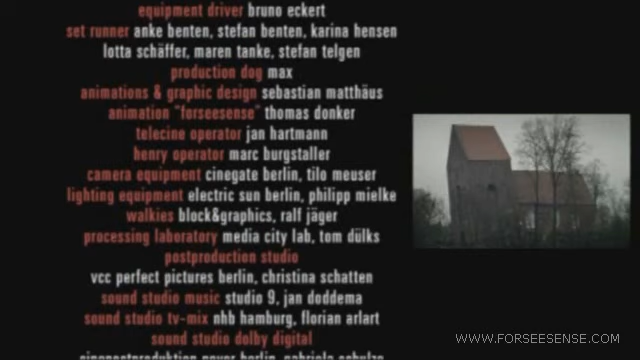 equipment driver bruno eckert
set runner anke benten, stefan benten, karina hensen
lotta schäffer, maren tanke, stefan telgen
production dog max
animations & graphic design sebastian matthäus
animation "forseesense" thomas donker
telecine operator jan hartmann
henry operator marc burgstaller
camera equipment cinegate berlin, tilo meuser
lighting equipment electric sun berlin, philipp mielke
walkies block&graphics, ralf jäger
processing laboratory media city lab, tom dülks
postproduction studio
vcc perfect pictures berlin, christina schatten
sound studio music studio 9, jan doddema
sound studio tv-mix nhb hamburg, florian arlart
sound studio dolby digital
WWW.FORSEESENSE.COM